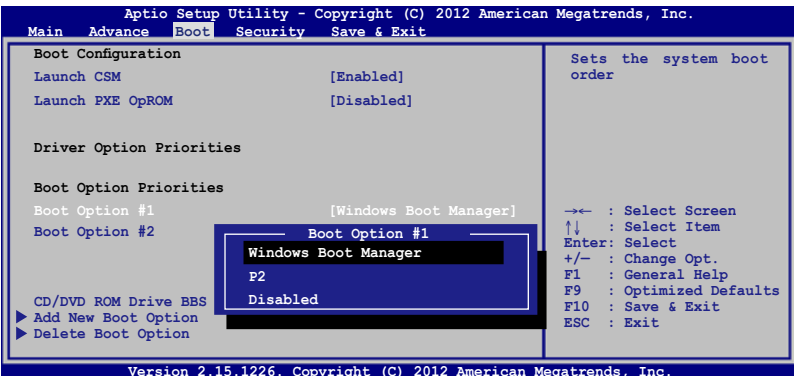 Aptio Setup Utility - Copyright (C) 2012 American Megatrends, Inc.
Main Advance Boot Security Save & Exit
Boot Configuration
Launch CSM [Enabled]
Launch PXE OpROM [Disabled]
Driver Option Priorities
Boot Option Priorities
Boot Option #1 [Windows Boot Manager]
Boot Option #2
CD/DVD ROM Drive BBS
Add New Boot Option
Delete Boot Option
Boot Option #1
Windows Boot Manager
P2
Disabled
Sets the system boot
order
→← : Select Screen
↑↓ : Select Item
Enter: Select
+/— : Change Opt.
F1 : General Help
F9 : Optimized Defaults
F10 : Save & Exit
ESC : Exit
Version 2.15.1226. Copyright (C) 2012 American Megatrends, Inc.